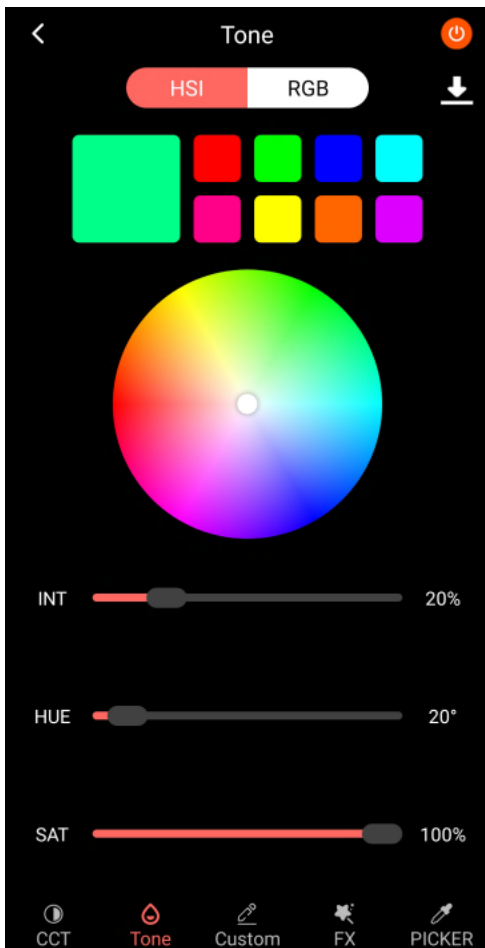 Tone
HSI RGB
INT 20%
HUE 20°
SAT 100%
CCT Tone Custom FX PICKER